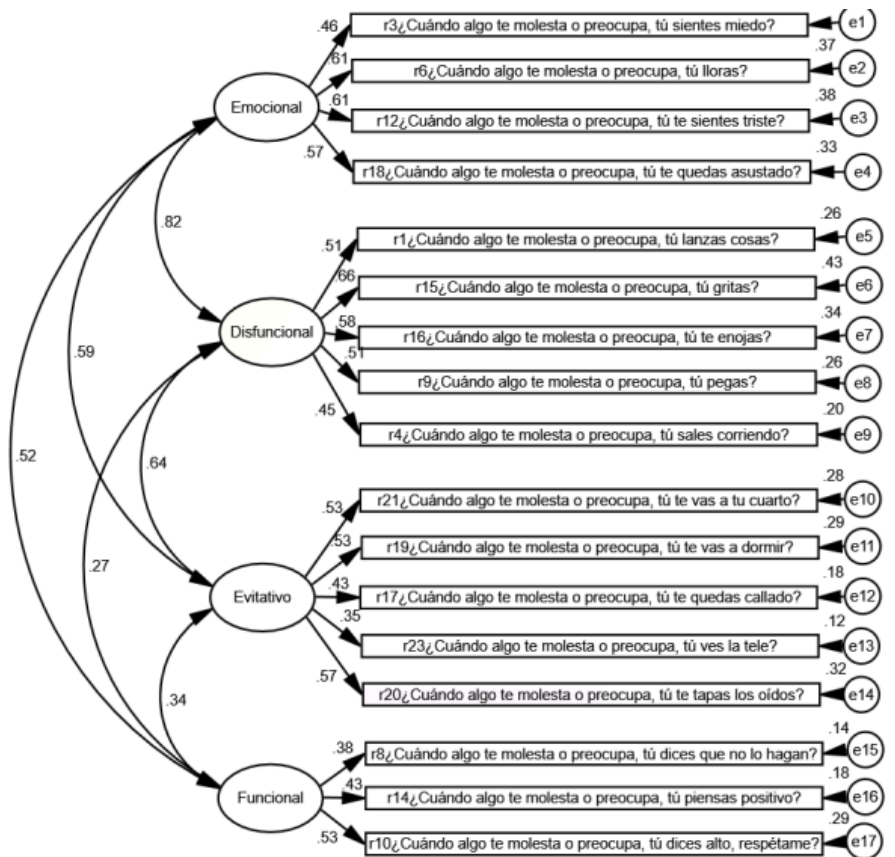 .46
r3¿Cuándo algo te molesta o preocupa, tú sientes miedo?
e1
.37
.61
r6¿Cuándo algo te molesta o preocupa, tú lloras?
e2
Emocional
.38
.61
r12¿Cuándo algo te molesta o preocupa, tú te sientes triste?
e3
.33
.57
r18¿Cuándo algo te molesta o preocupa, tú te quedas asustado?
e4
.82
.26
.51
r1¿Cuándo algo te molesta o preocupa, tú lanzas cosas?
e5
.43
.66
r15¿Cuándo algo te molesta o preocupa, tú gritas?
e6
Disfuncional
.34
.58
r16¿Cuándo algo te molesta o preocupa, tú te enojas?
e7
.59
.26
.51
r9¿Cuándo algo te molesta o preocupa, tú pegas?
e8
.20
.45
r4¿Cuándo algo te molesta o preocupa, tú sales corriendo?
e9
.52
.64
.28
.53
r21¿Cuándo algo te molesta o preocupa, tú te vas a tu cuarto?
e10
.29
.53
r19¿Cuándo algo te molesta o preocupa, tú te vas a dormir?
e11
.27
Evitativo
.18
.43
r17¿Cuándo algo te molesta o preocupa, tú te quedas callado?
e12
.12
.35
r23¿Cuándo algo te molesta o preocupa, tú ves la tele?
e13
.32
.57
r20¿Cuándo algo te molesta o preocupa, tú te tapas los oídos?
e14
.34
.14
.38
r8¿Cuándo algo te molesta o preocupa, tú dices que no lo hagan?
e15
.18
Funcional
.43
r14¿Cuándo algo te molesta o preocupa, tú piensas positivo?
e16
.29
.53
r10¿Cuándo algo te molesta o preocupa, tú dices alto, respétame?
e17